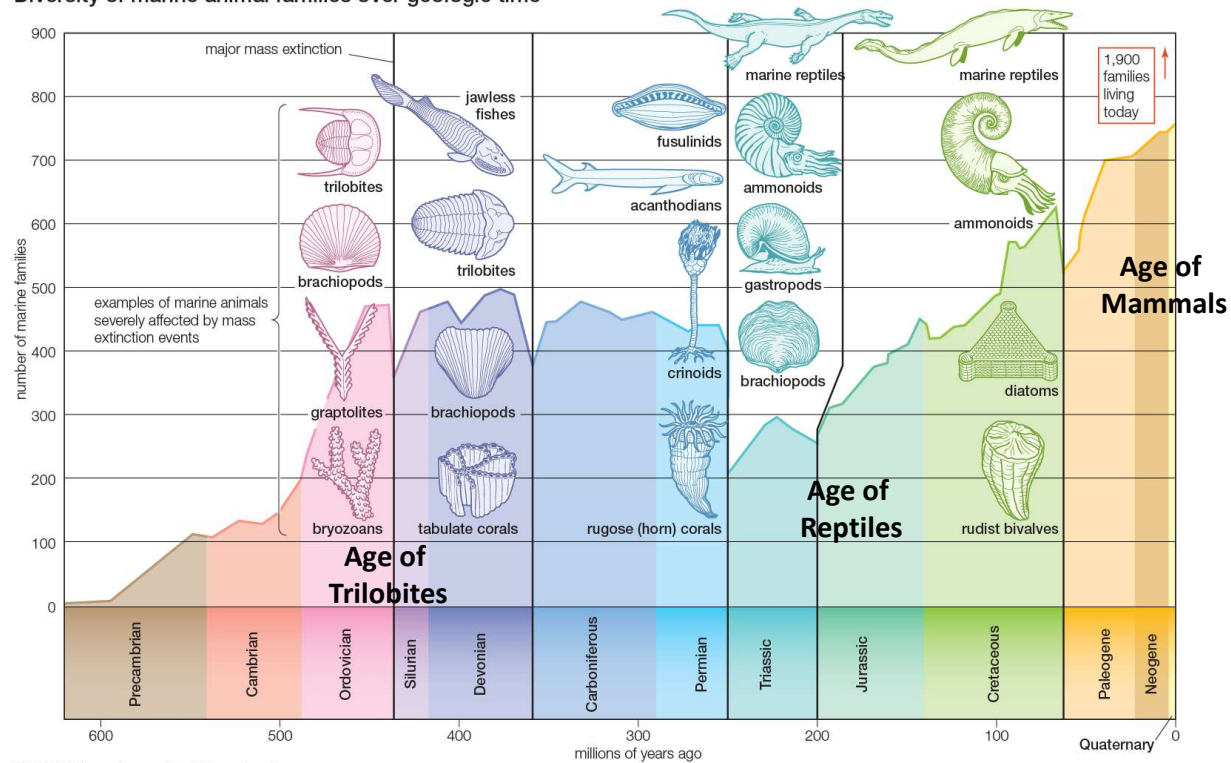 Diversity of marine animal families over geologic time
900
800
700
600
500
400
300
200
100
0
number of marine families
major mass extinction
examples of marine animals
severely affected by mass
extinction events
trilobites
brachiopods
graptolites
bryozoans
Age of
Trilobites
jawless
fishes
trilobites
brachiopods
tabulate corals
fusulinids
acanthodians
crinoids
rugose (horn) corals
marine reptiles
ammonoids
gastropods
brachiopods
Age of
Reptiles
marine reptiles
ammonoids
diatoms
rudist bivalves
1,900
families
living
today
Age of
Mammals
Precambrian
Cambrian
Ordovician
Silurian
Devonian
Carboniferous
Permian
Triassic
Jurassic
Cretaceous
Paleogene
Neogene
Quaternary
600
500
400
300
200
100
0
millions of years ago